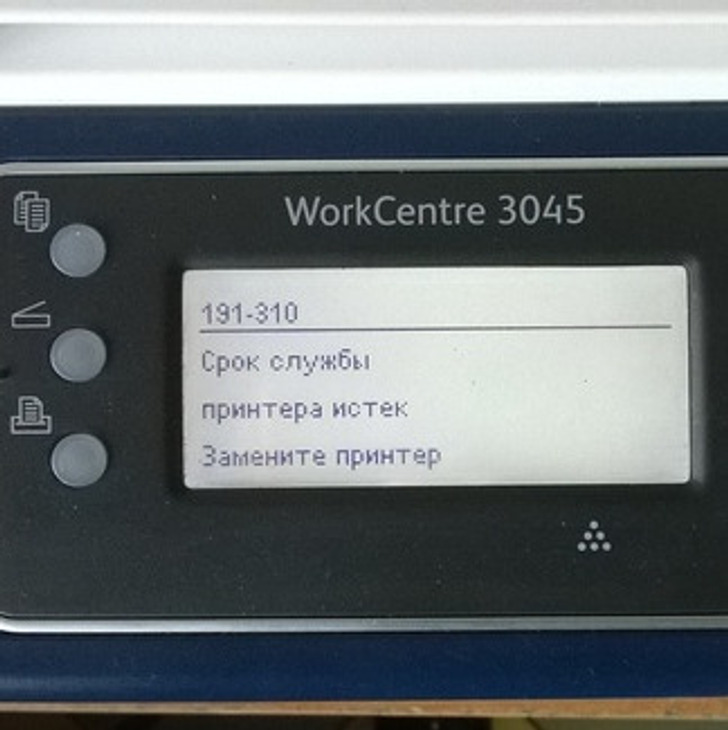 WorkCentre 3045
191-310
Срок службы
принтера истек
Замените принтер